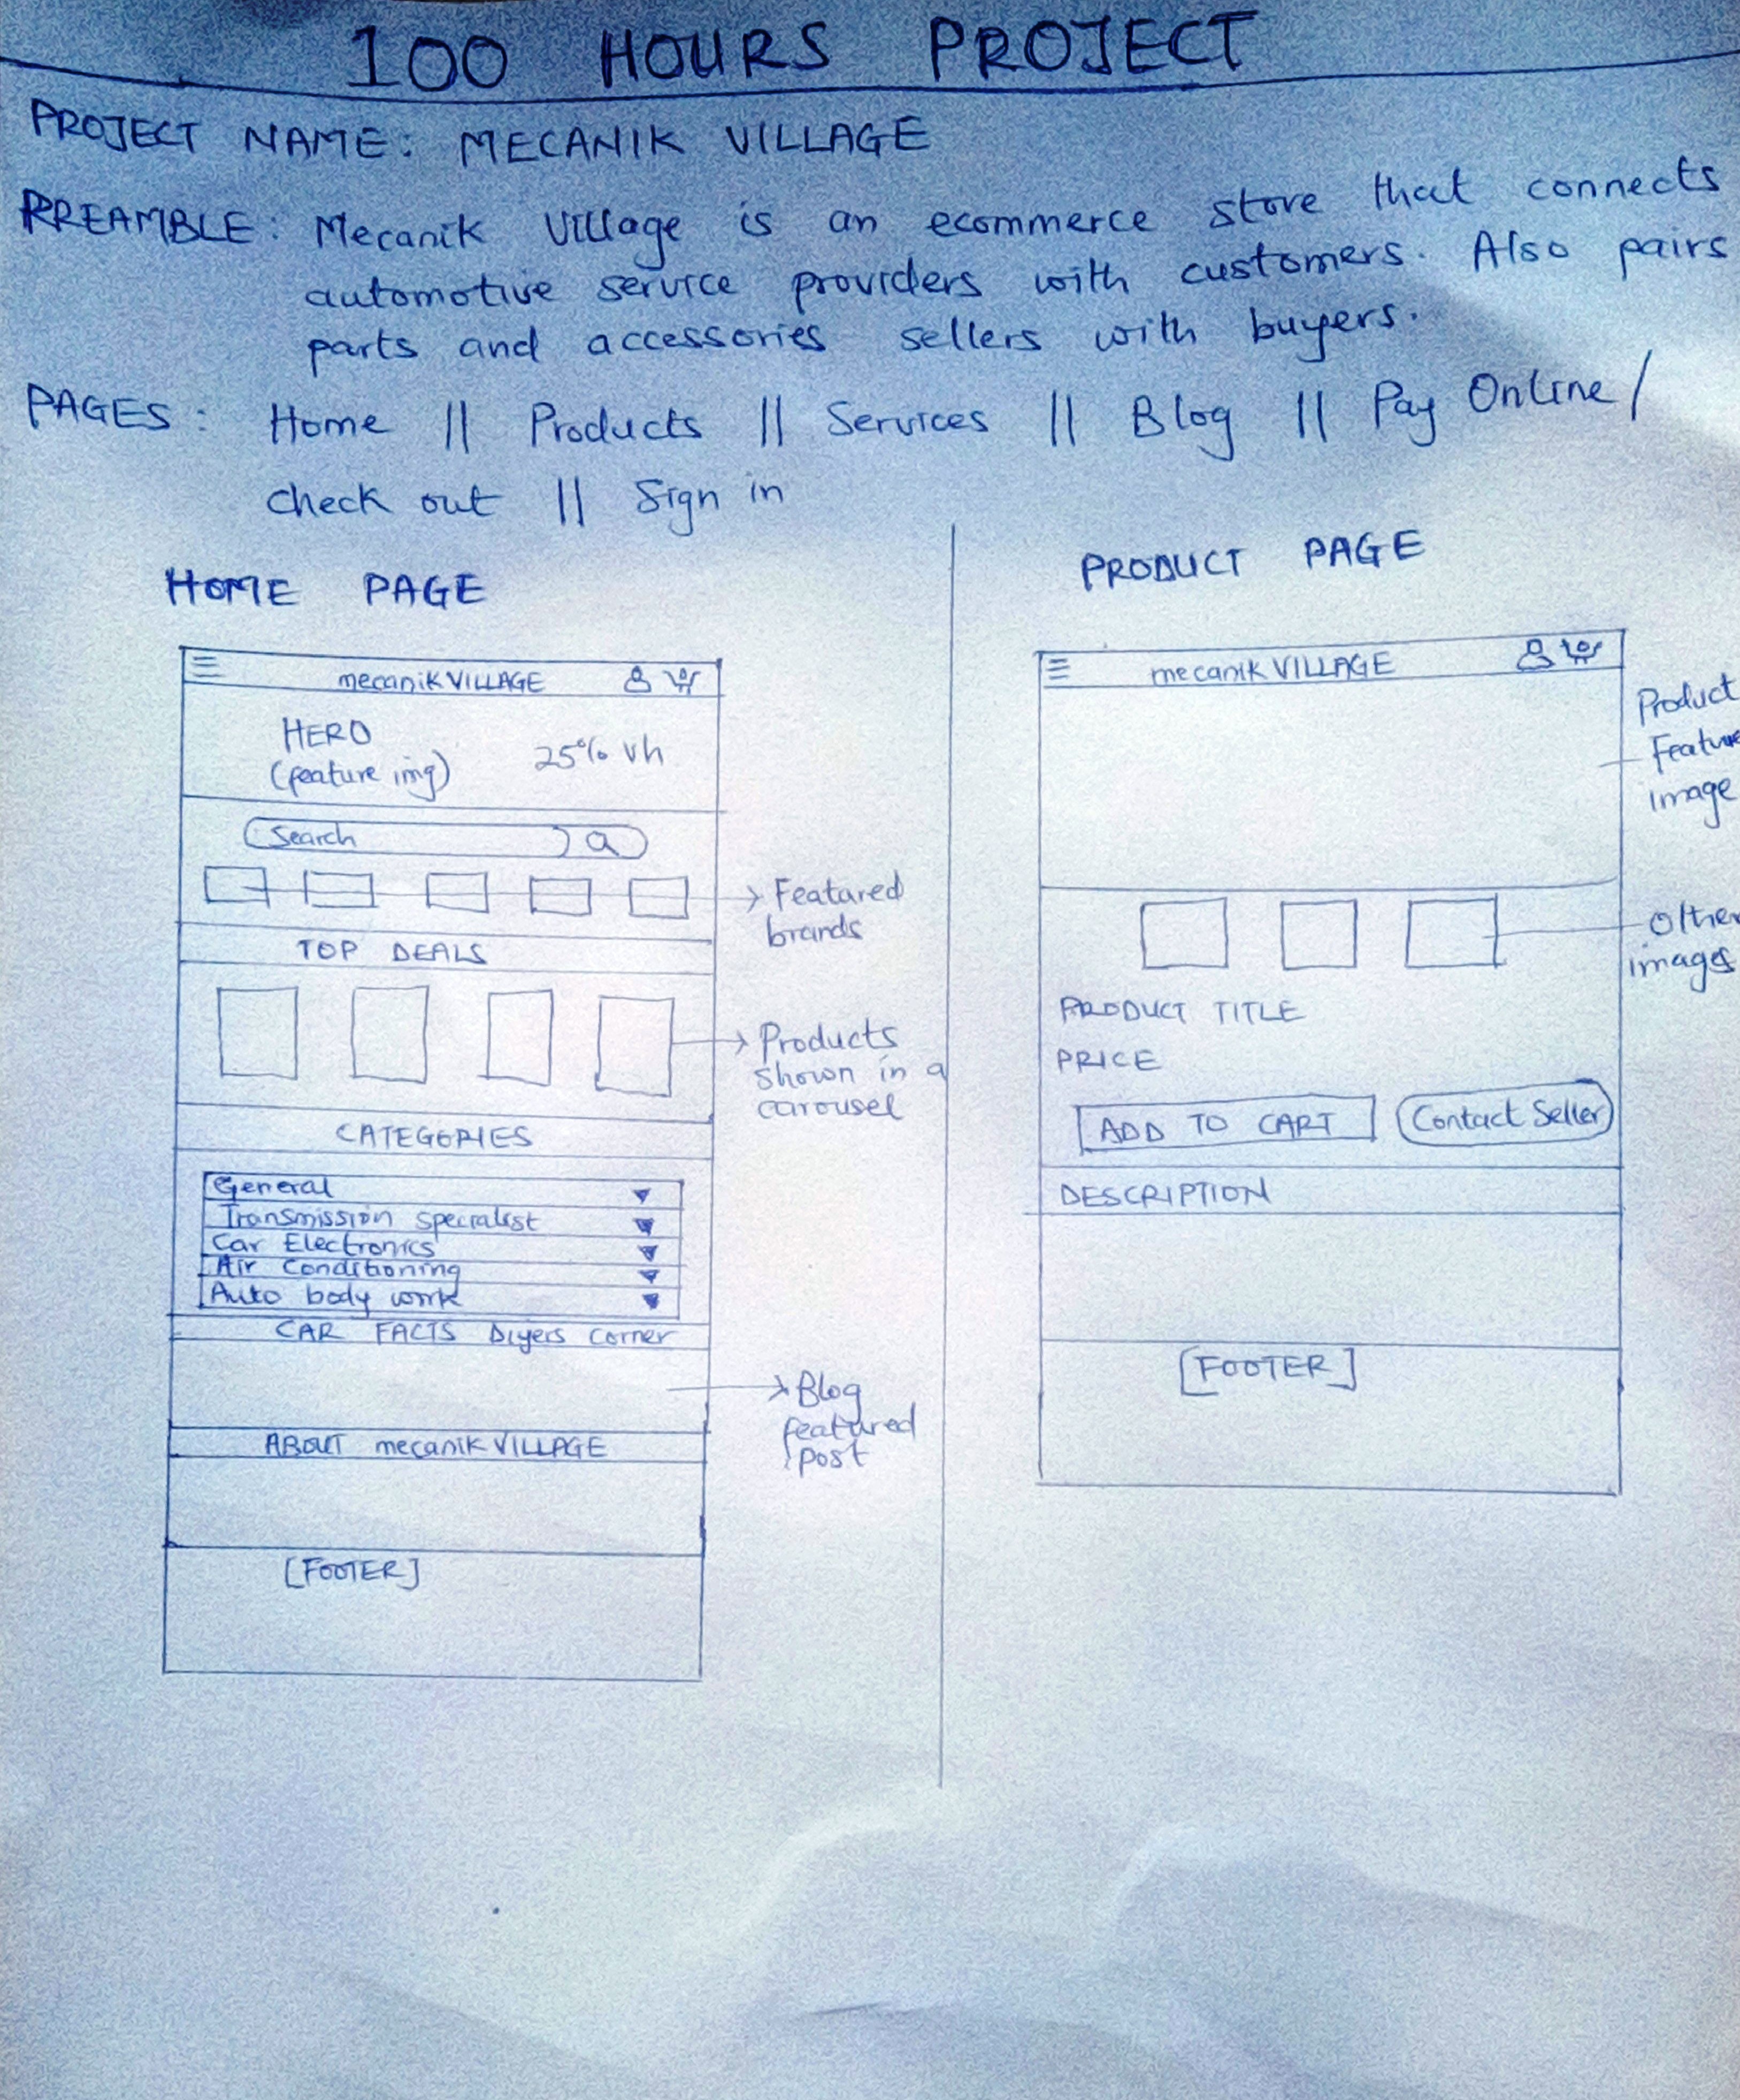 100 HOURS PROJECT
PROJECT NAME: MECANIK VILLAGE
PREAMBLE: Mecanik Village is an ecommerce store that connects
automotive service providers with customers. Also pairs
parts and accessories sellers with buyers.
PAGES: Home || Products || Services || Blog || Pay Online/
check out || Sign in
HOME PAGE
mecanik VILLAGE
HERO
(feature img)
25% vh
Search
Featured
brands
TOP DEALS
Products
shown in a
carousel
CATEGORIES
General
Transmission specialist
Car Electronics
Air Conditioning
Auto body work
CAR FACTS Diyers corner
Blog
featured
post
ABOUT mecanik VILLAGE
[FOOTER]
PRODUCT PAGE
mecanik VILLAGE
Product
Feature
image
Other
images
PRODUCT TITLE
PRICE
ADD TO CART
Contact Seller
DESCRIPTION
[FOOTER]